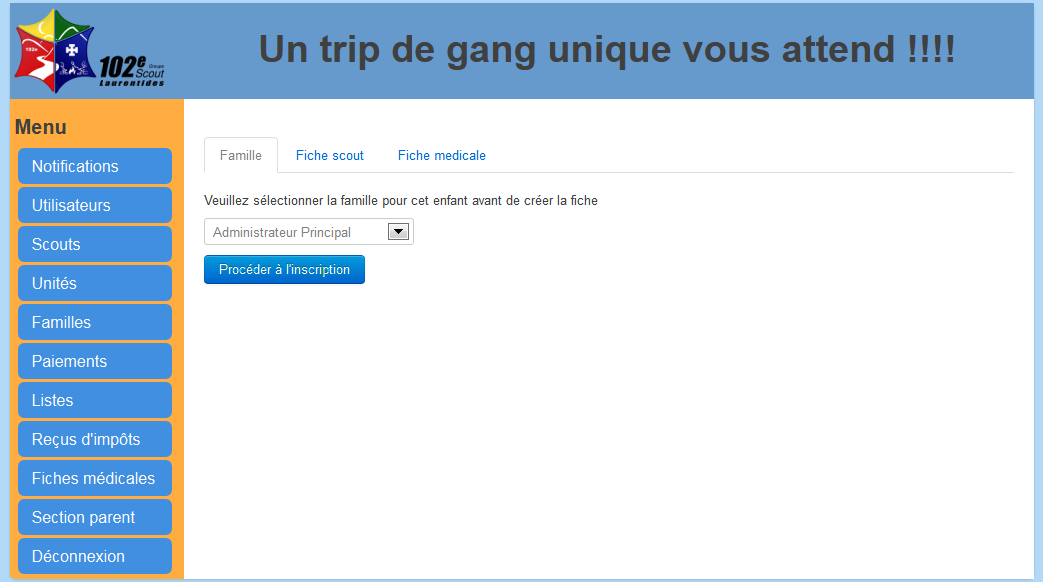 102e
102e Groupe
Scout
Laurentides
Un trip de gang unique vous attend !!!!
Menu
Notifications
Utilisateurs
Scouts
Unités
Familles
Paiements
Listes
Reçus d'impôts
Fiches médicales
Section parent
Déconnexion
Famille Fiche scout Fiche medicale
Veuillez sélectionner la famille pour cet enfant avant de créer la fiche
Administrateur Principal
Procéder à l'inscription